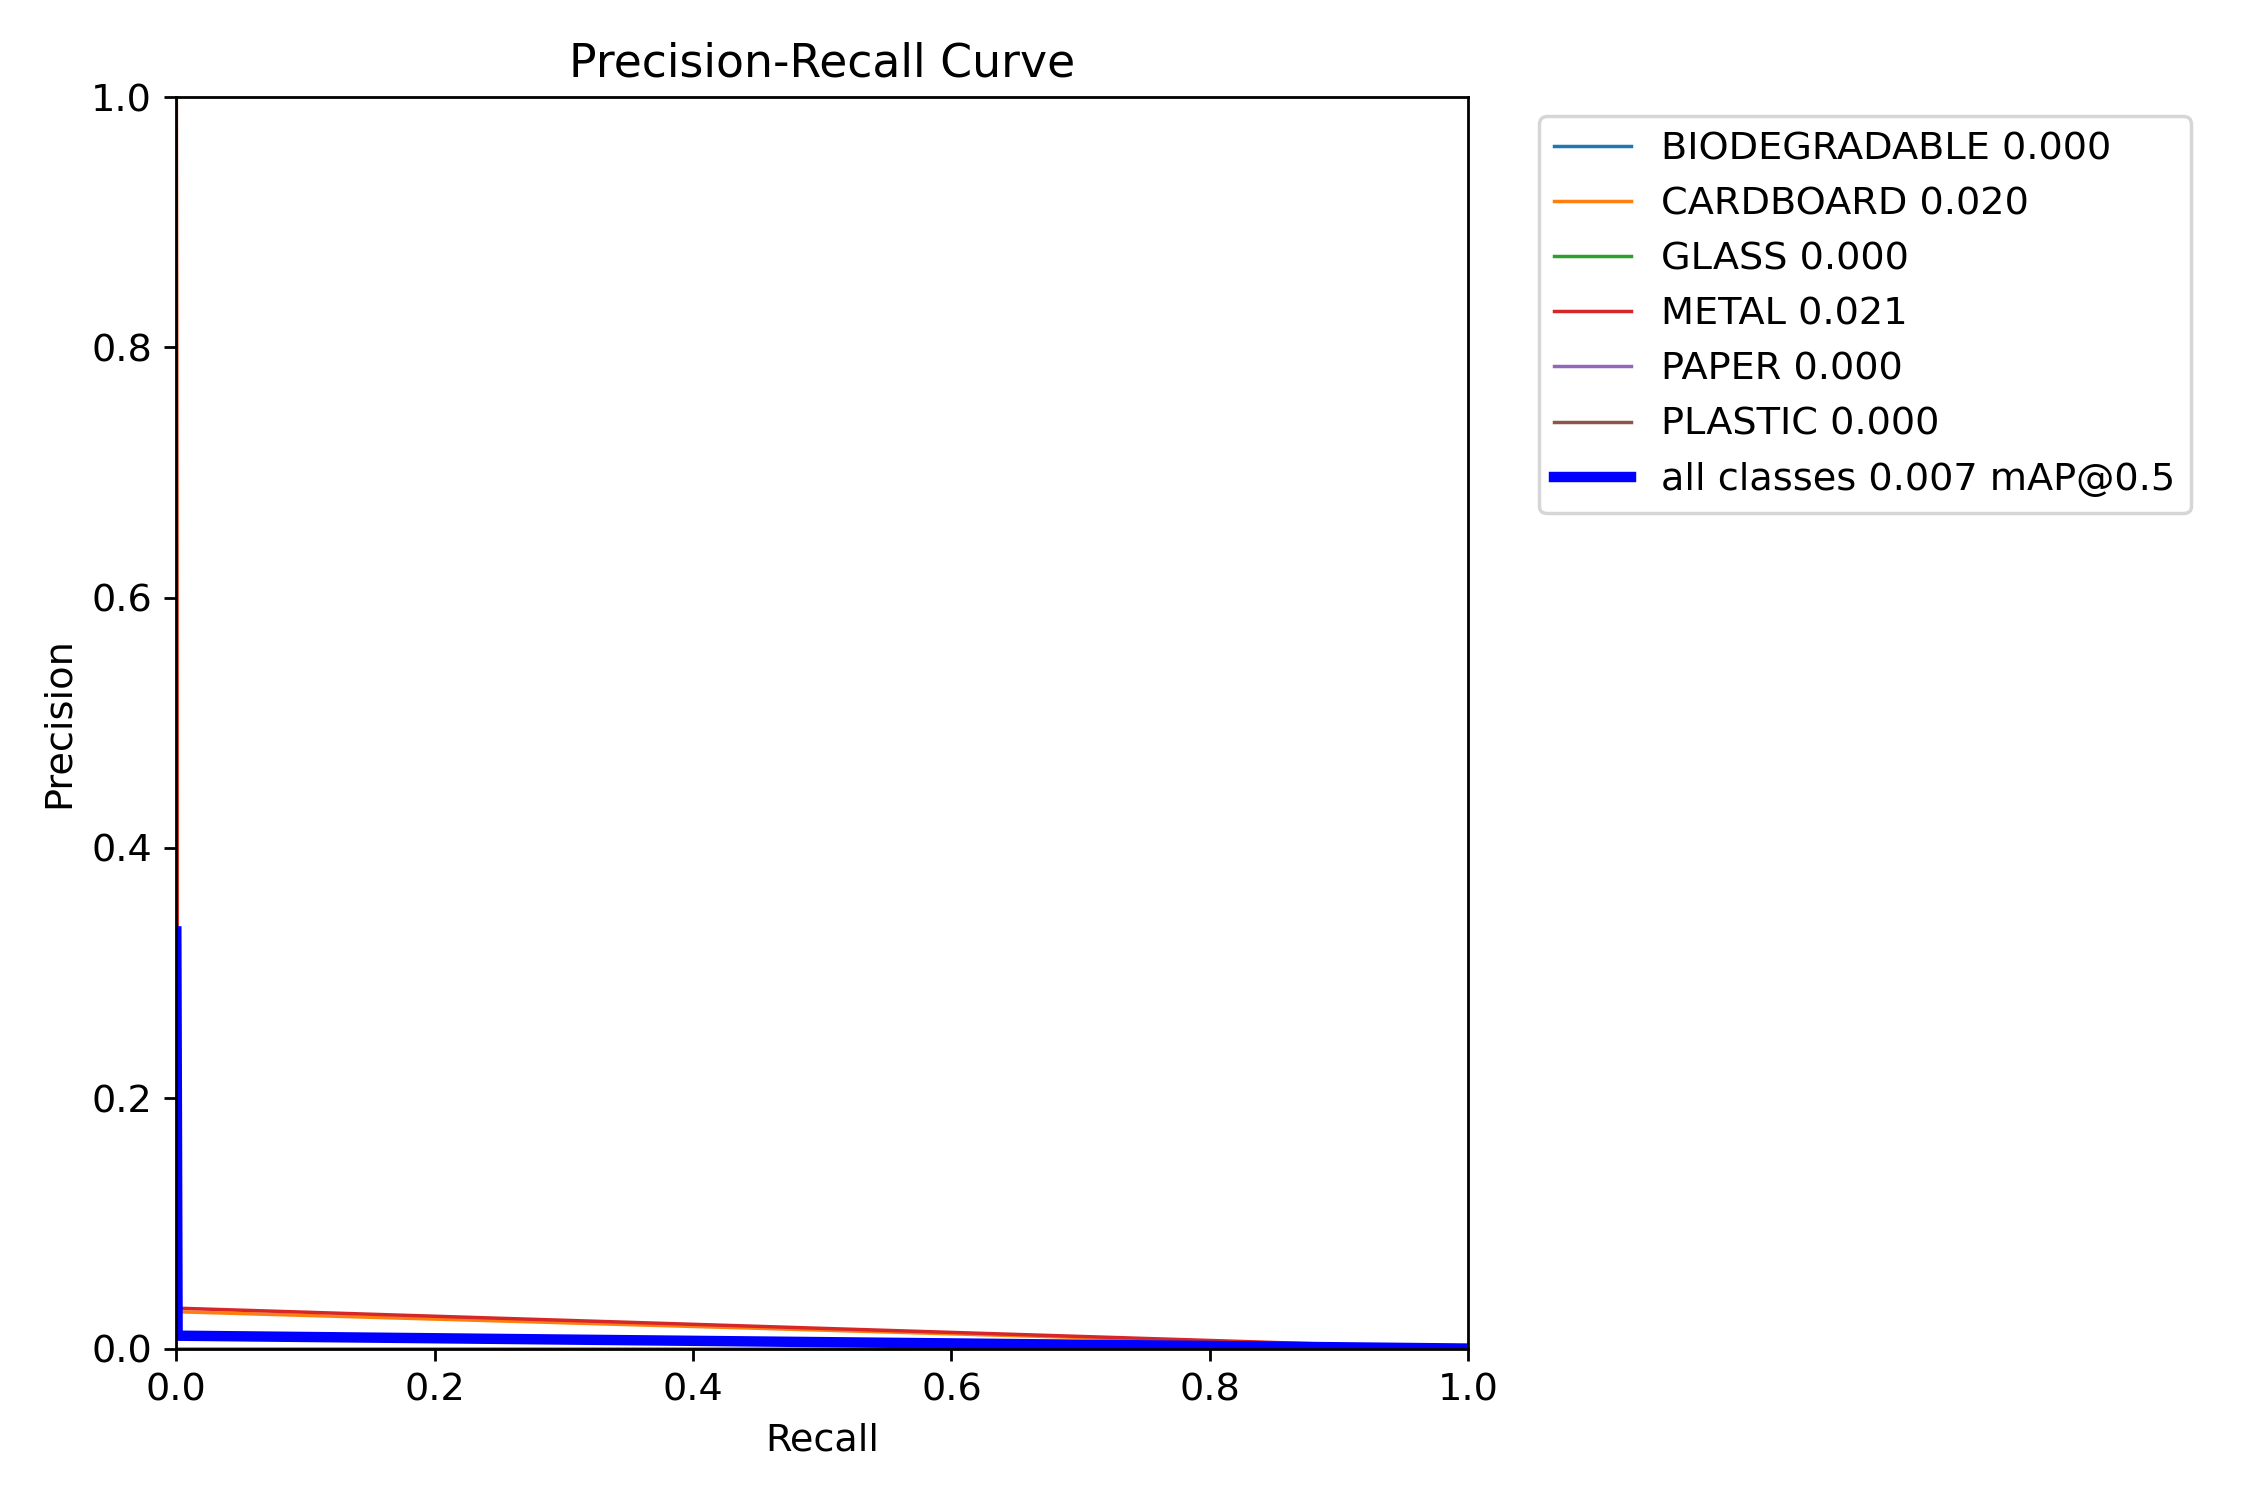 Precision-Recall Curve
1.0
0.8
0.6
0.4
0.2
0.0
Precision
0.0 0.2 0.4 0.6 0.8 1.0
Recall
BIODEGRADABLE 0.000
CARDBOARD 0.020
GLASS 0.000
METAL 0.021
PAPER 0.000
PLASTIC 0.000
all classes 0.007 mAP@0.5